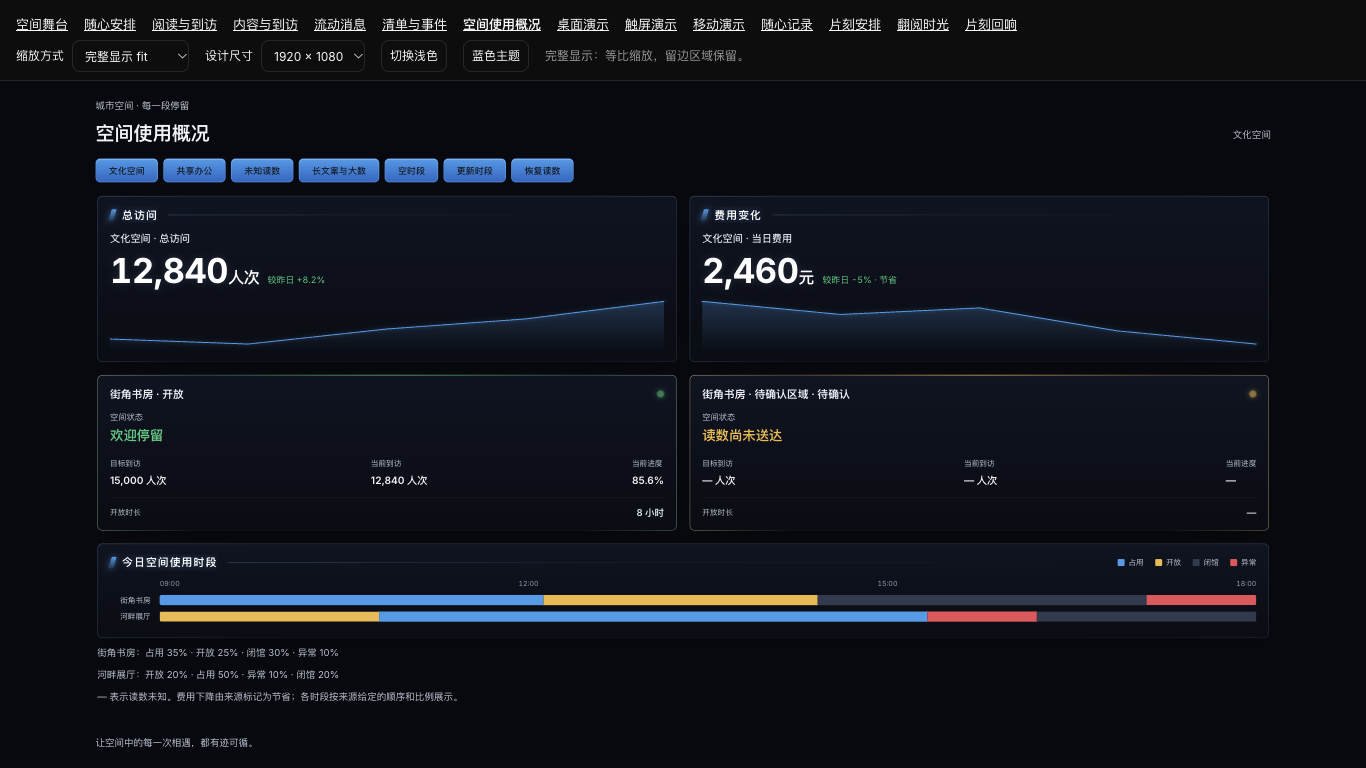 空间舞台 随心安排 阅读与到访 内容与到访 流动消息 清单与事件 空间使用概况 桌面演示 触屏演示 移动演示 随心记录 片刻安排 翻阅时光 片刻回响
缩放方式 完整显示 fit 设计尺寸 1920 × 1080 切换浅色 蓝色主题 完整显示：等比缩放，留边区域保留。
城市空间 · 每一段停留
空间使用概况
文化空间
文化空间 共享办公 未知读数 长文案与大数 空时段 更新时段 恢复读数
总访问
文化空间 · 总访问
12,840人次 较昨日 +8.2%
费用变化
文化空间 · 当日费用
2,460元 较昨日 -5% · 节省
街角书房 · 开放
空间状态
欢迎停留
目标到访 当前到访 当前进度
15,000 人次 12,840 人次 85.6%
开放时长 8 小时
街角书房 · 待确认区域 · 待确认
空间状态
读数尚未送达
目标到访 当前到访 当前进度
— 人次 — 人次 —
开放时长 —
今日空间使用时段
占用 开放 闭馆 异常
09:00 12:00 15:00 18:00
街角书房
河畔展厅
街角书房：占用 35% · 开放 25% · 闭馆 30% · 异常 10%
河畔展厅：开放 20% · 占用 50% · 异常 10% · 闭馆 20%
— 表示读数未知。费用下降由来源标记为节省；各时段按来源给定的顺序和比例展示。
让空间中的每一次相遇，都有迹可循。